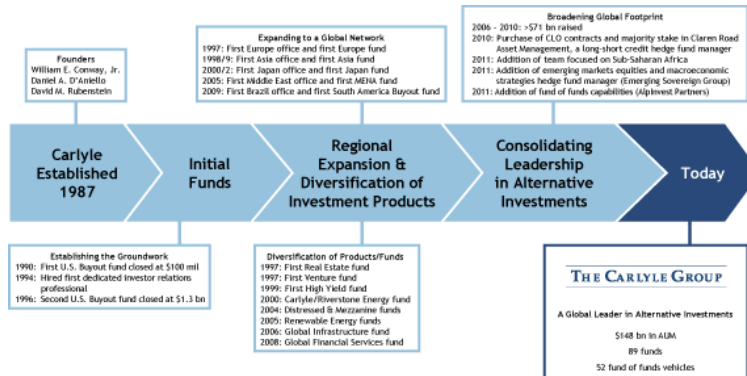 Founders
William E. Conway, Jr.
Daniel A. D'Aniello
David M. Rubenstein
Expanding to a Global Network
1997: First Europe office and first Europe fund
1998/9: First Asia office and first Asia fund
2000/2: First Japan office and first Japan fund
2005: First Middle East office and first MENA fund
2009: First Brazil office and first South America Buyout fund
Broadening Global Footprint
2006 - 2010: >$71 bn raised
2010: Purchase of CLO contracts and majority stake in Claren
Road Asset Management, a long-short credit hedge fund manager
2011: Addition of team focused on Sub-Saharan Africa
2011: Addition of emerging markets equities and macroeconomic
strategies hedge fund manager (Emerging Sovereign Group)
2011: Addition of fund of funds capabilities (AlpInvest Partners)
Carlyle
Established
1987
Initial
Funds
Regional
Expansion &
Diversification of
Investment Products
Consolidating
Leadership
in Alternative
Investments
Today
Establishing the Groundwork
1990: First U.S. Buyout fund closed at $100 mil
1994: Hired first dedicated investor relations
professional
1996: Second U.S. Buyout fund closed at $1.3 bn
Diversification of Products/Funds
1997: First Real Estate fund
1997: First Venture fund
1999: First High Yield fund
2000: Carlyle/Riverstone Energy fund
2004: Distressed & Mezzanine funds
2005: Renewable Energy funds
2006: Global Infrastructure fund
2008: Global Financial Services fund
THE CARLYLE GROUP
A Global Leader in Alternative Investments
$148 bn in AUM
89 funds
52 fund of funds vehicles